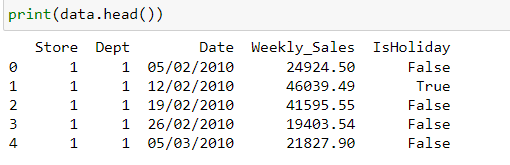 print(data.head())
Store Dept Date Weekly_Sales IsHoliday
0 1 1 05/02/2010 24924.50 False
1 1 1 12/02/2010 46039.49 True
2 1 1 19/02/2010 41595.55 False
3 1 1 26/02/2010 19403.54 False
4 1 1 05/03/2010 21827.90 False